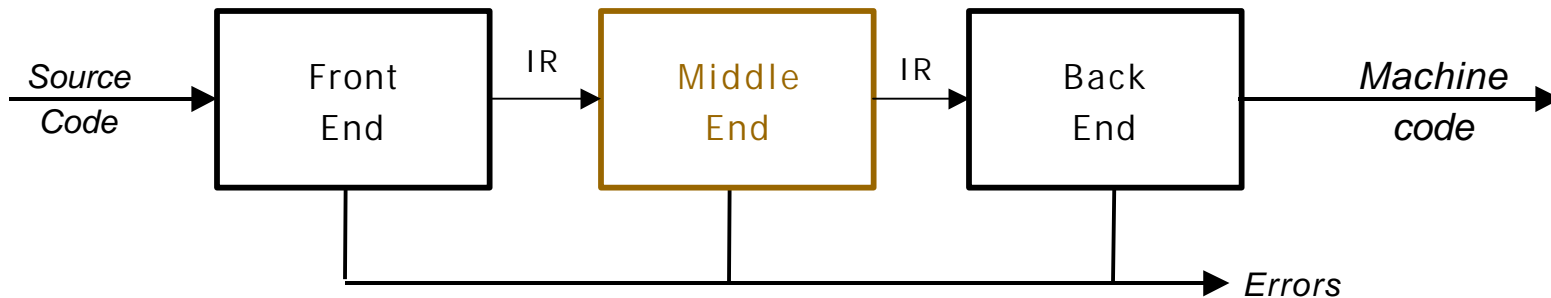 Source
Code
Front
End
IR
Middle
End
IR
Back
End
Machine
code
Errors